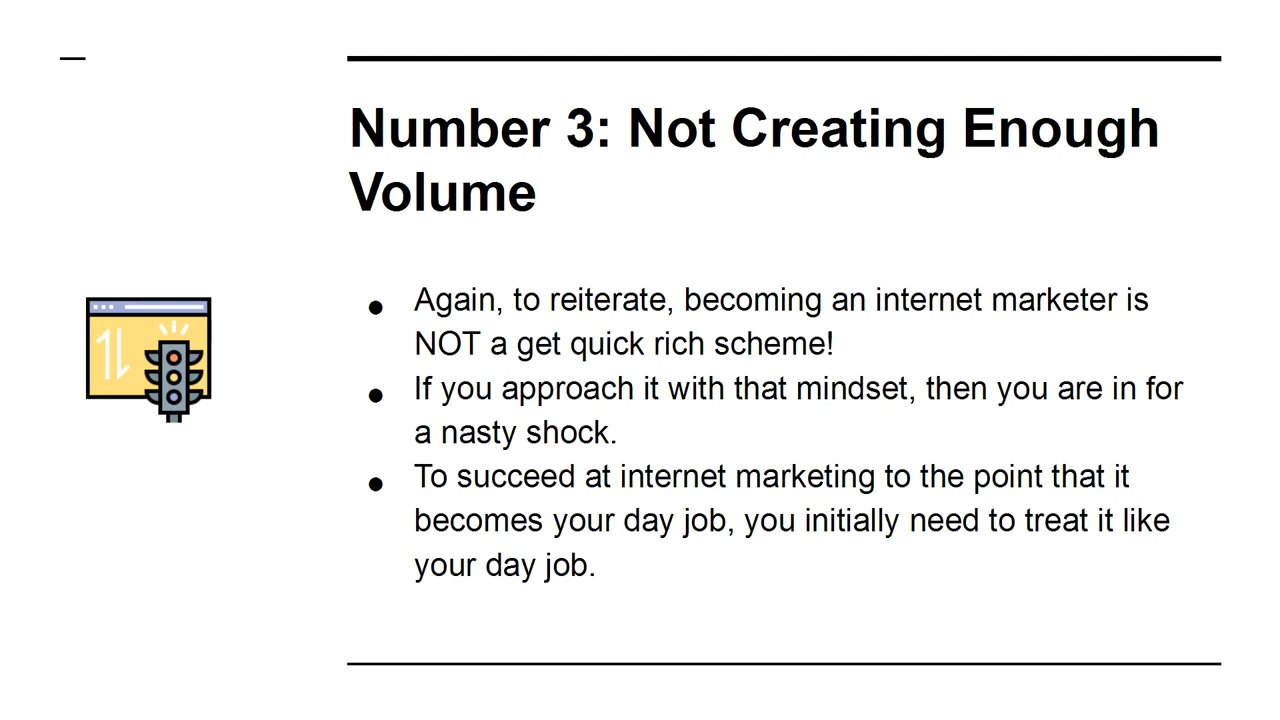 Number 3: Not Creating Enough
Volume
● Again, to reiterate, becoming an internet marketer is
NOT a get quick rich scheme!
● If you approach it with that mindset, then you are in for
a nasty shock.
● To succeed at internet marketing to the point that it
becomes your day job, you initially need to treat it like
your day job.